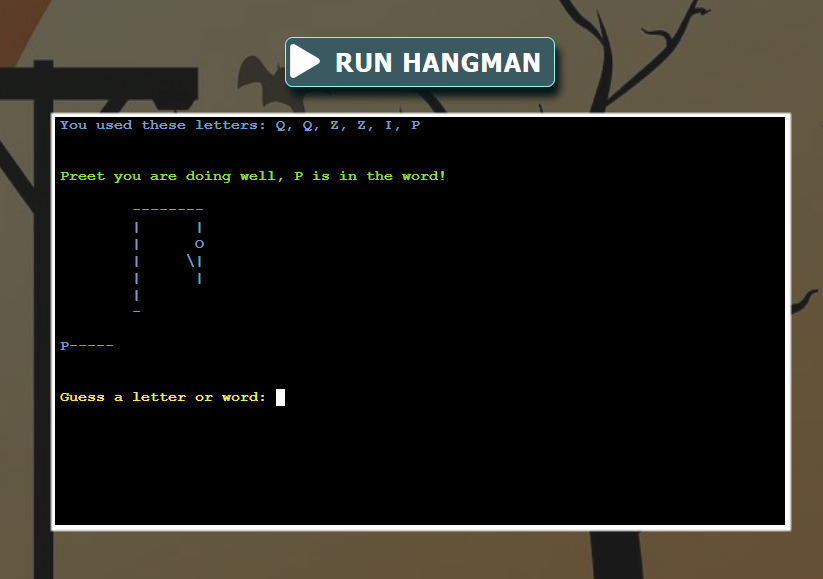 RUN HANGMAN
You used these letters: Q, Q, Z, Z, I, P
Preet you are doing well, P is in the word!
--------
|      |
|      O
|     \|
|      |
|
-
P-----
Guess a letter or word: